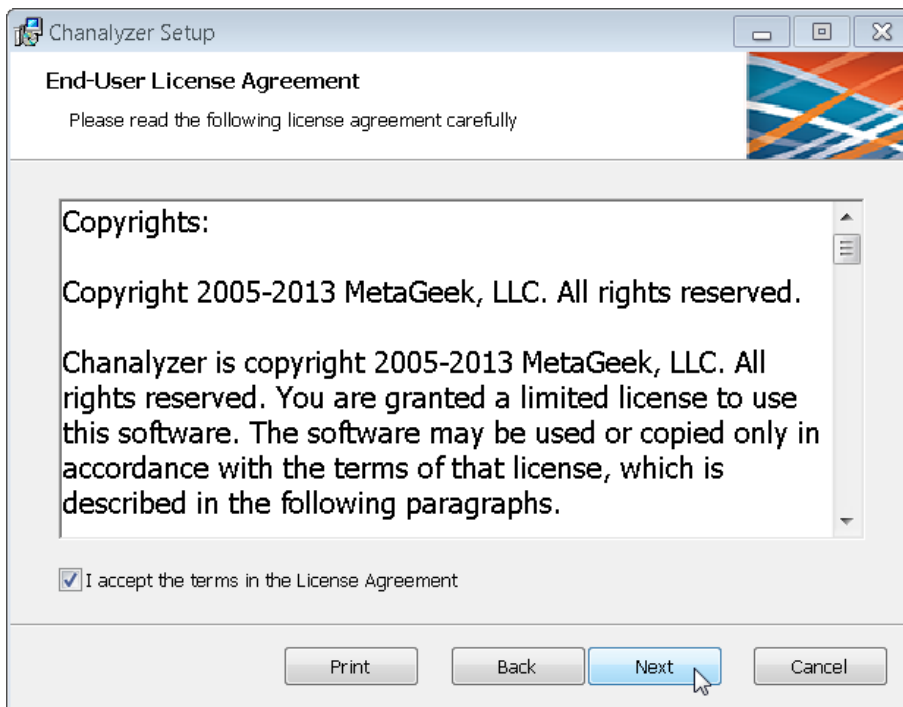 Chanalyzer Setup
End-User License Agreement
Please read the following license agreement carefully
Copyrights:
Copyright 2005-2013 MetaGeek, LLC. All rights reserved.
Chanalyzer is copyright 2005-2013 MetaGeek, LLC. All
rights reserved. You are granted a limited license to use
this software. The software may be used or copied only in
accordance with the terms of that license, which is
described in the following paragraphs.
I accept the terms in the License Agreement
Print Back Next Cancel